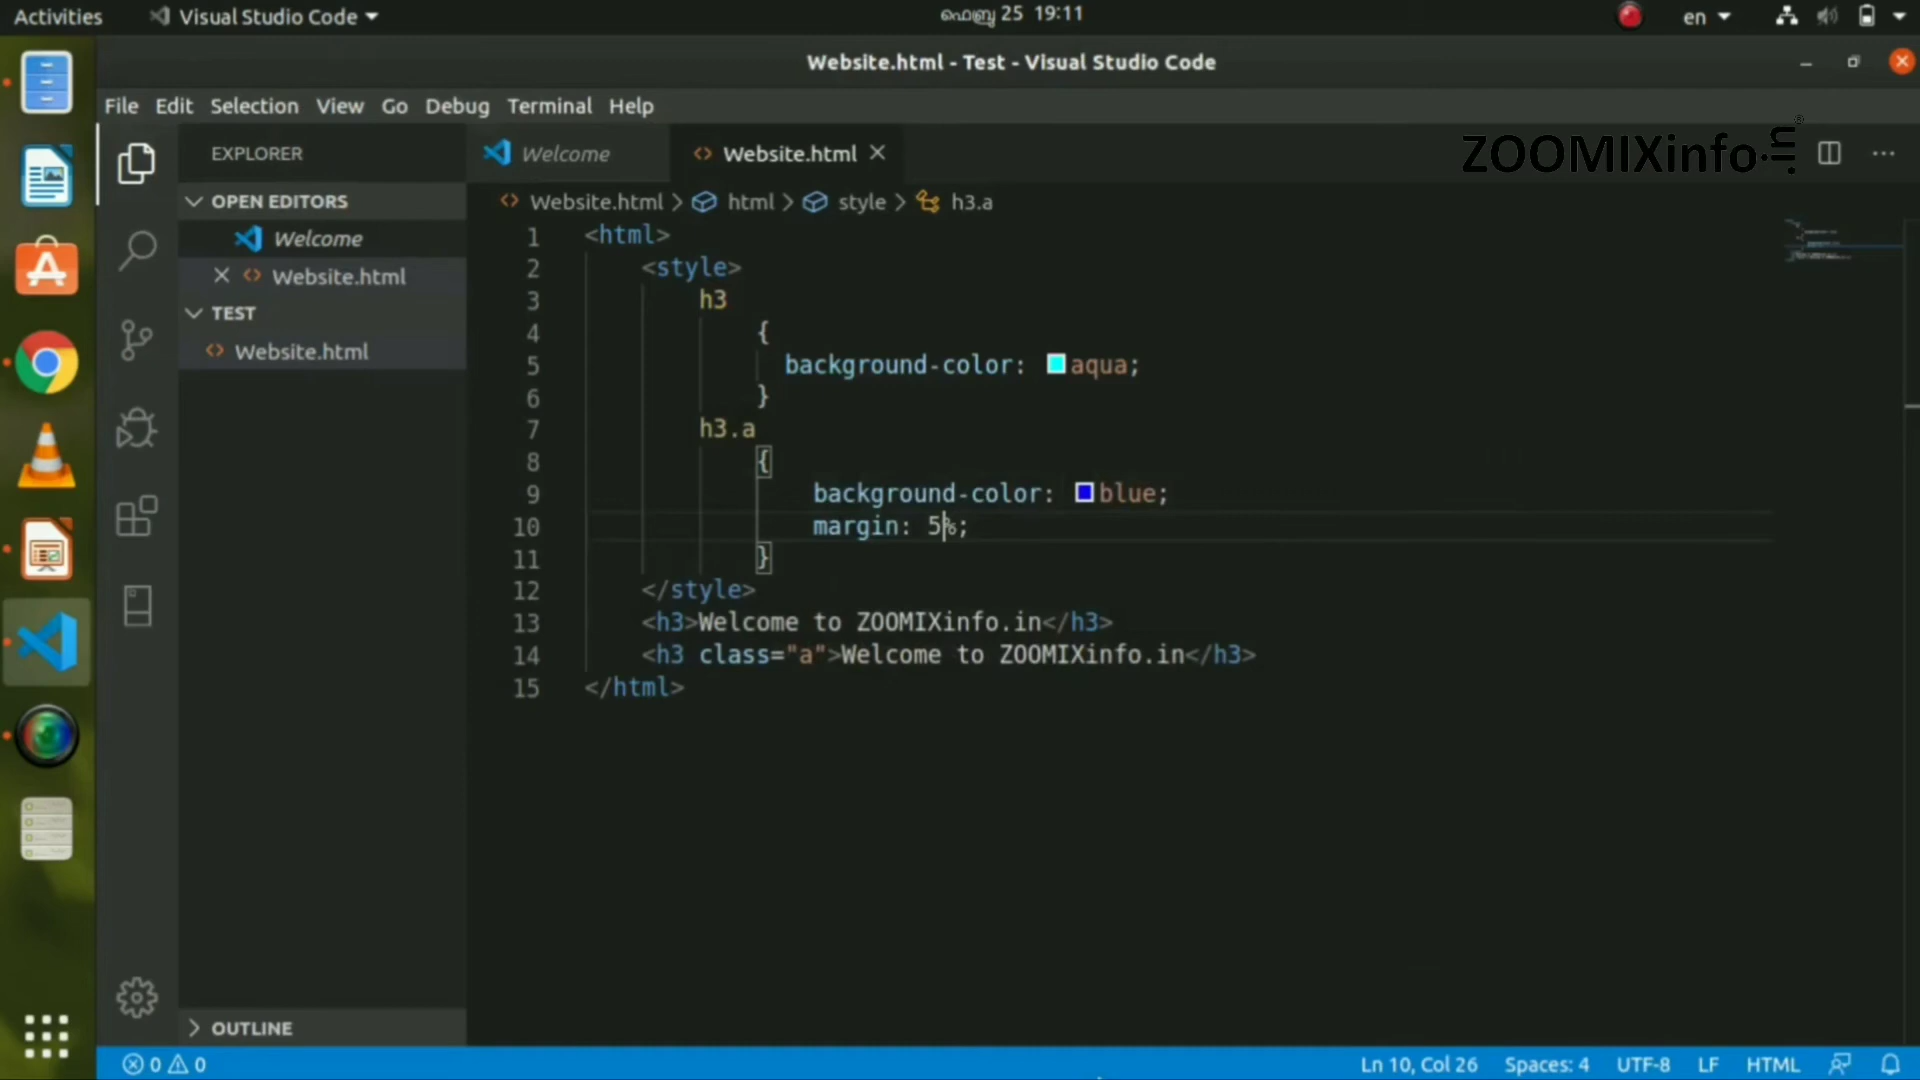 Activities
Visual Studio Code
ഫെബ്രു 25 19:11
en
Website.html - Test - Visual Studio Code
File Edit Selection View Go Debug Terminal Help
EXPLORER
Welcome
Website.html
ZOOMIXinfo.in®
OPEN EDITORS
Welcome
Website.html
TEST
Website.html
OUTLINE
Website.html > html > style > h3.a
1 <html>
2 <style>
3 h3
4 {
5 background-color: aqua;
6 }
7 h3.a
8 {
9 background-color: blue;
10 margin: 5%;
11 }
12 </style>
13 <h3>Welcome to ZOOMIXinfo.in</h3>
14 <h3 class="a">Welcome to ZOOMIXinfo.in</h3>
15 </html>
0 0
Ln 10, Col 26 Spaces: 4 UTF-8 LF HTML